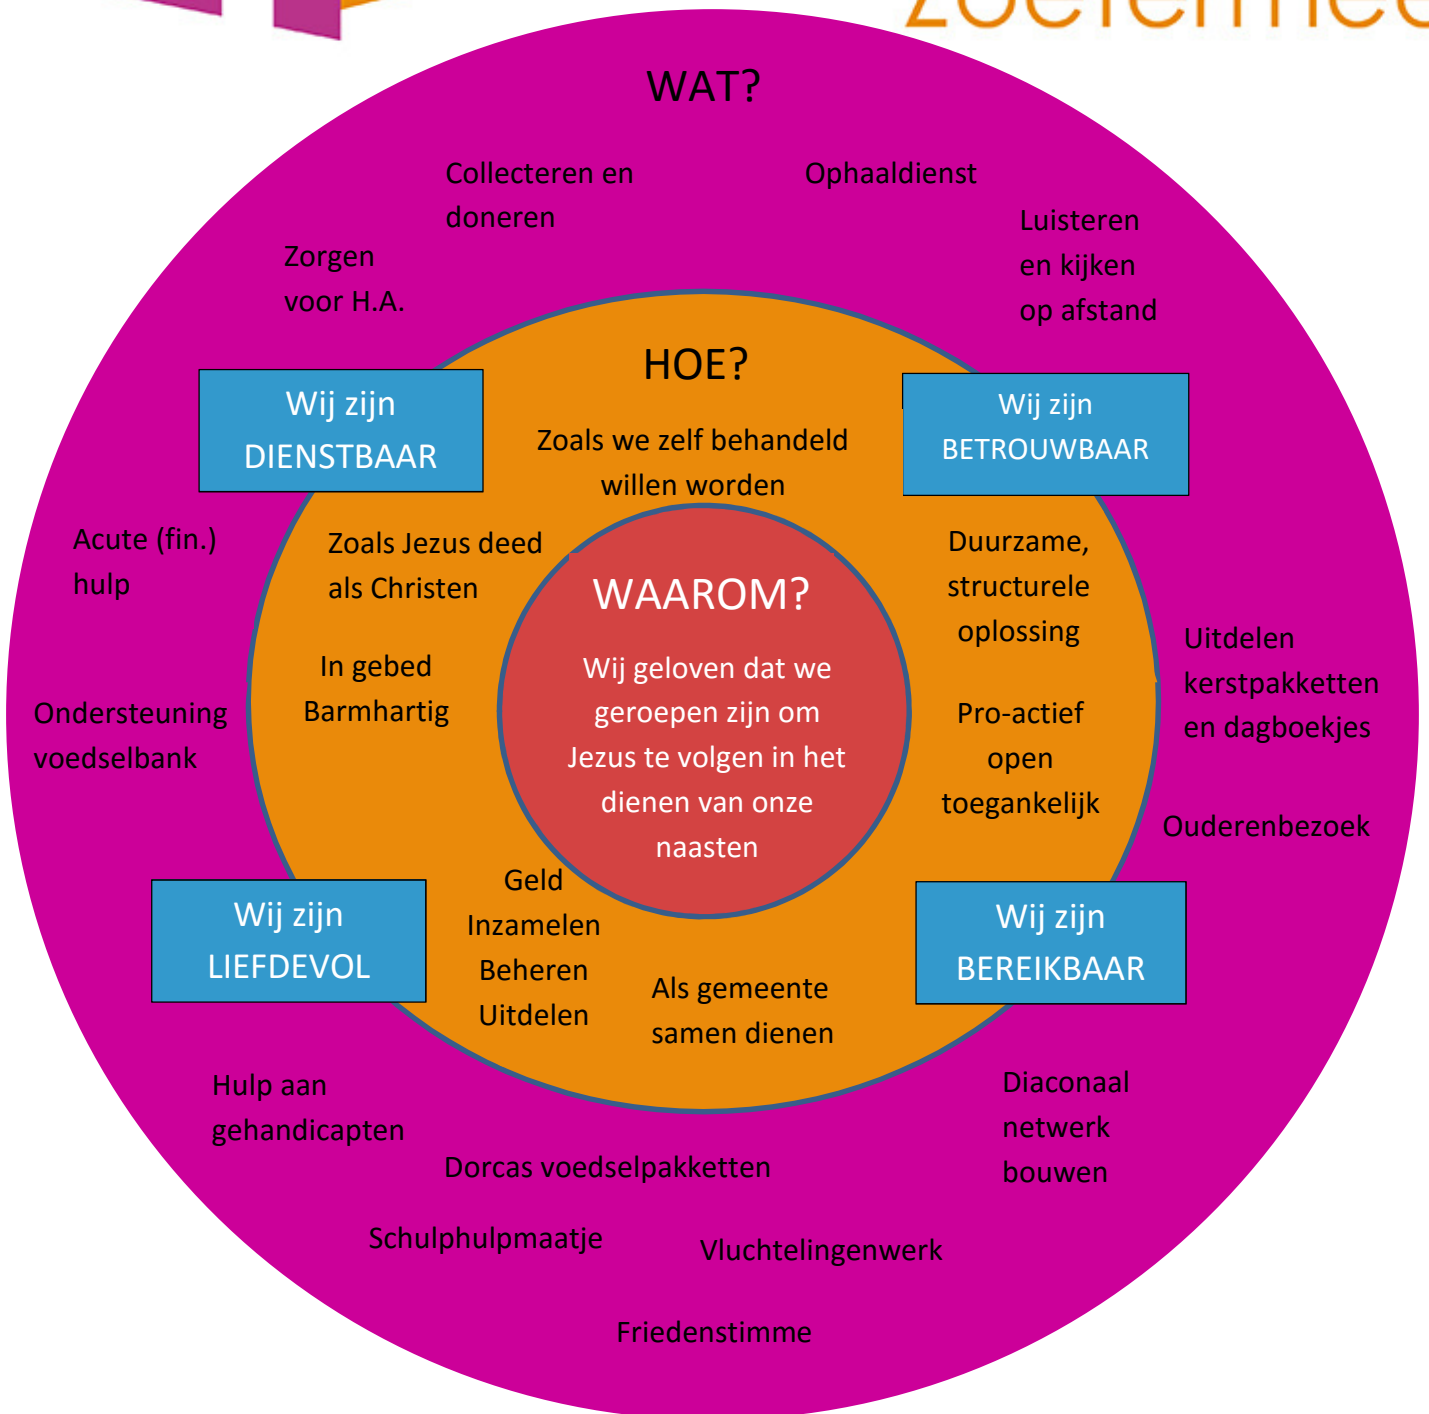 WAT?
Collecteren en
doneren
Ophaaldienst
Luisteren
en kijken
op afstand
Zorgen
voor H.A.
HOE?
Wij zijn
DIENSTBAAR
Wij zijn
BETROUWBAAR
Zoals we zelf behandeld
willen worden
Acute (fin.)
hulp
Zoals Jezus deed
als Christen
Duurzame,
structurele
oplossing
WAAROM?
Wij geloven dat we
geroepen zijn om
Jezus te volgen in het
dienen van onze
naasten
In gebed
Barmhartig
Ondersteuning
voedselbank
Pro-actief
open
toegankelijk
Uitdelen
kerstpakketten
en dagboekjes
Ouderenbezoek
Geld
Inzamelen
Beheren
Uitdelen
Wij zijn
LIEFDEVOL
Wij zijn
BEREIKBAAR
Als gemeente
samen dienen
Hulp aan
gehandicapten
Diaconaal
netwerk
bouwen
Dorcas voedselpakketten
Schulphulpmaatje
Vluchtelingenwerk
Friedenstimme